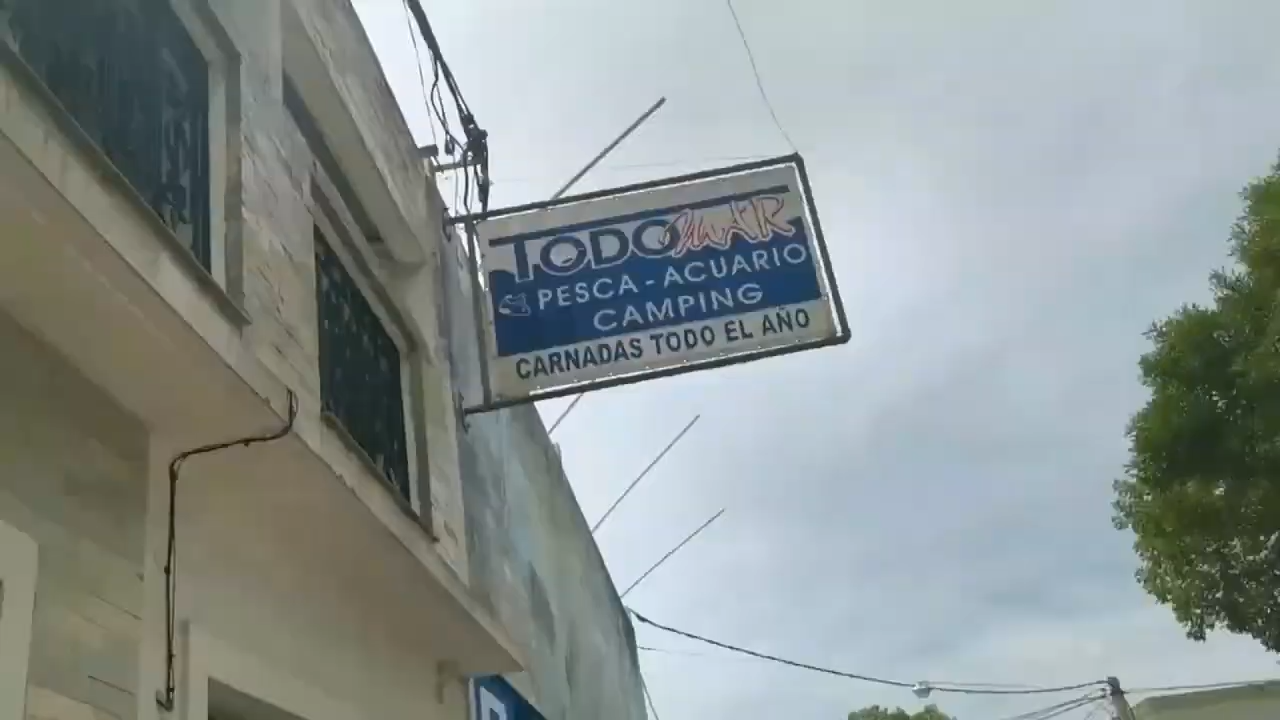 TODO MAR
PESCA - ACUARIO
CAMPING
CARNADAS TODO EL AÑO